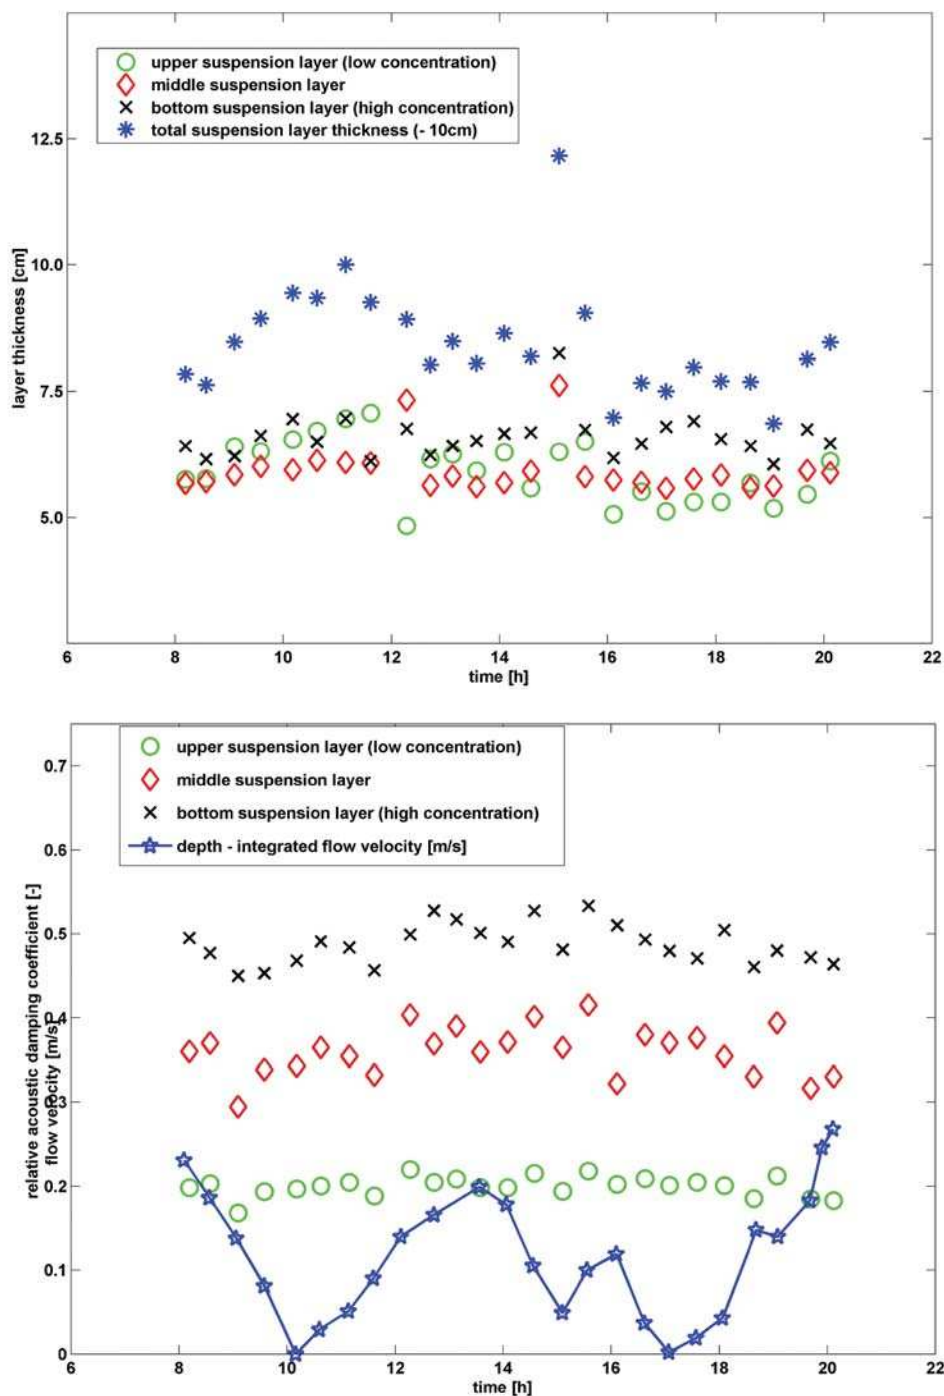 upper suspension layer (low concentration)
middle suspension layer
bottom suspension layer (high concentration)
total suspension layer thickness (- 10cm)
12.5
10.0
7.5
5.0
layer thickness [cm]
6 8 10 12 14 16 18 20 22
time [h]
upper suspension layer (low concentration)
middle suspension layer
bottom suspension layer (high concentration)
depth - integrated flow velocity [m/s]
0.7
0.6
0.5
0.4
0.3
0.2
0.1
0
relative acoustic damping coefficient [-]
flow velocity [m/s]
6 8 10 12 14 16 18 20 22
time [h]